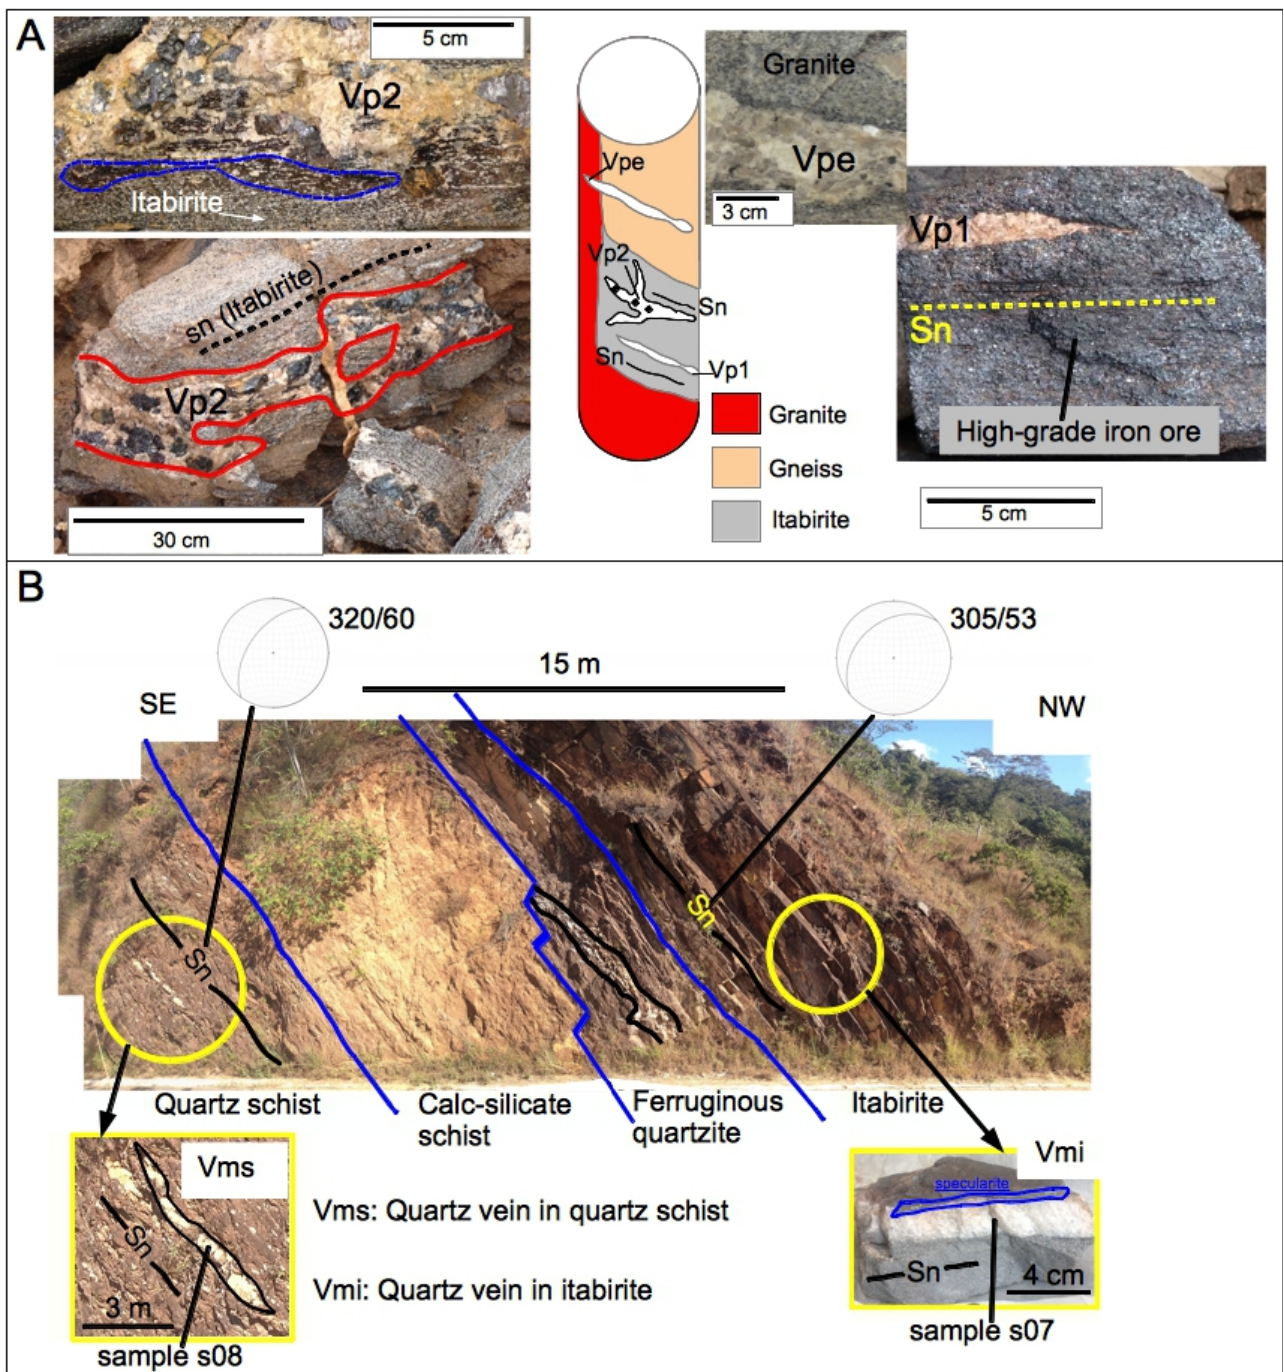 A
5 cm
Vp2
Itabirite
sn (Itabirite)
Vp2
30 cm
Vpe
Vp2
Sn
Sn
Vp1
Granite
Gneiss
Itabirite
Granite
Vpe
3 cm
Vp1
Sn
High-grade iron ore
5 cm
B
320/60
305/53
15 m
SE
NW
Sn
Sn
Quartz schist
Calc-silicate
schist
Ferruginous
quartzite
Itabirite
Vms
Sn
3 m
sample s08
Vms: Quartz vein in quartz schist
Vmi: Quartz vein in itabirite
Vmi
specularite
Sn
4 cm
sample s07